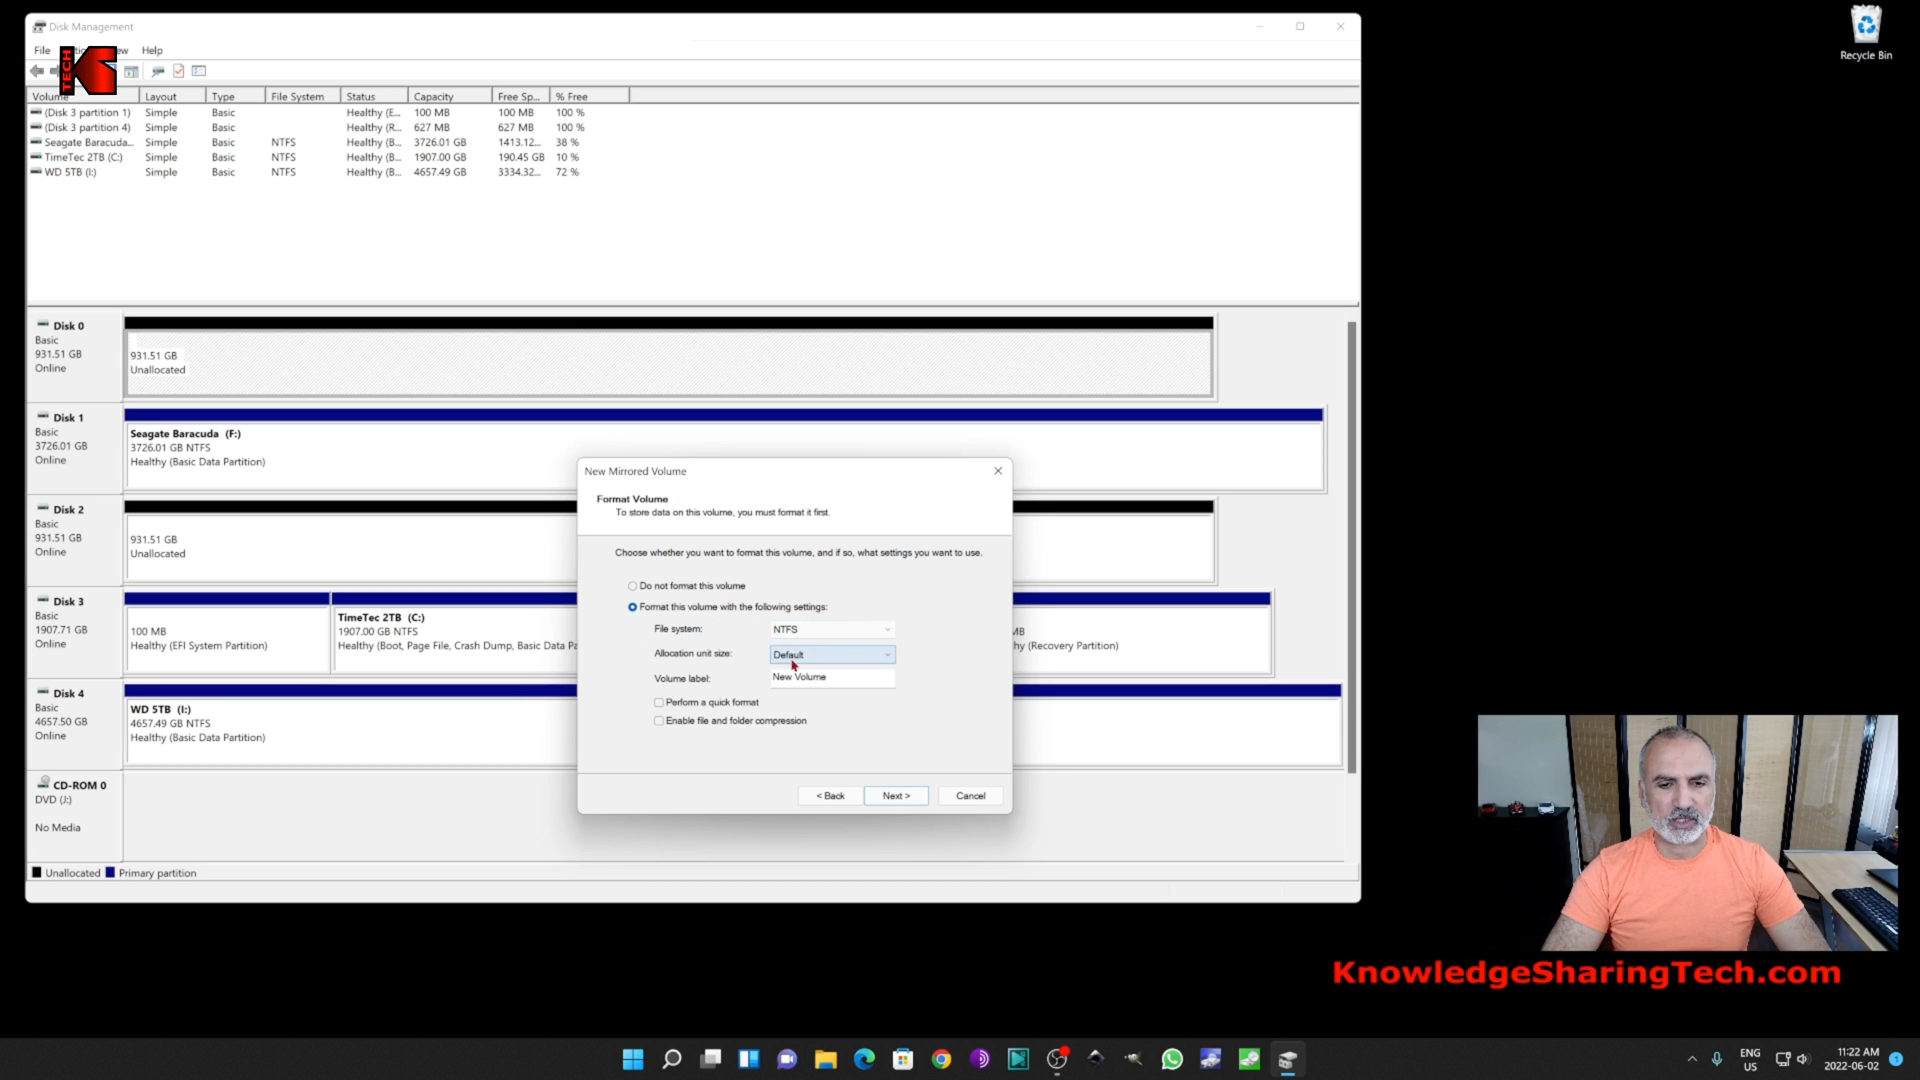 Disk Management
File ew Help
TECH
Volume Layout Type File System Status Capacity Free Sp... % Free
(Disk 3 partition 1) Simple Basic Healthy (E... 100 MB 100 MB 100 %
(Disk 3 partition 4) Simple Basic Healthy (R... 627 MB 627 MB 100 %
Seagate Baracuda... Simple Basic NTFS Healthy (B... 3726.01 GB 1413.12... 38 %
TimeTec 2TB (C:) Simple Basic NTFS Healthy (B... 1907.00 GB 190.45 GB 10 %
WD 5TB (I:) Simple Basic NTFS Healthy (B... 4657.49 GB 3334.32... 72 %
Disk 0
Basic
931.51 GB
Online
931.51 GB
Unallocated
Disk 1
Basic
3726.01 GB
Online
Seagate Baracuda (F:)
3726.01 GB NTFS
Healthy (Basic Data Partition)
Disk 2
Basic
931.51 GB
Online
931.51 GB
Unallocated
Disk 3
Basic
1907.71 GB
Online
100 MB
Healthy (EFI System Partition)
TimeTec 2TB (C:)
1907.00 GB NTFS
Healthy (Boot, Page File, Crash Dump, Basic Data Pa
MB
hy (Recovery Partition)
Disk 4
Basic
4657.50 GB
Online
WD 5TB (I:)
4657.49 GB NTFS
Healthy (Basic Data Partition)
CD-ROM 0
DVD (J:)
No Media
Unallocated Primary partition
New Mirrored Volume
Format Volume
To store data on this volume, you must format it first.
Choose whether you want to format this volume, and if so, what settings you want to use.
Do not format this volume
Format this volume with the following settings:
File system: NTFS
Allocation unit size: Default
Volume label: New Volume
Perform a quick format
Enable file and folder compression
< Back Next > Cancel
Recycle Bin
KnowledgeSharingTech.com
ENG
US
11:22 AM
2022-06-02
1